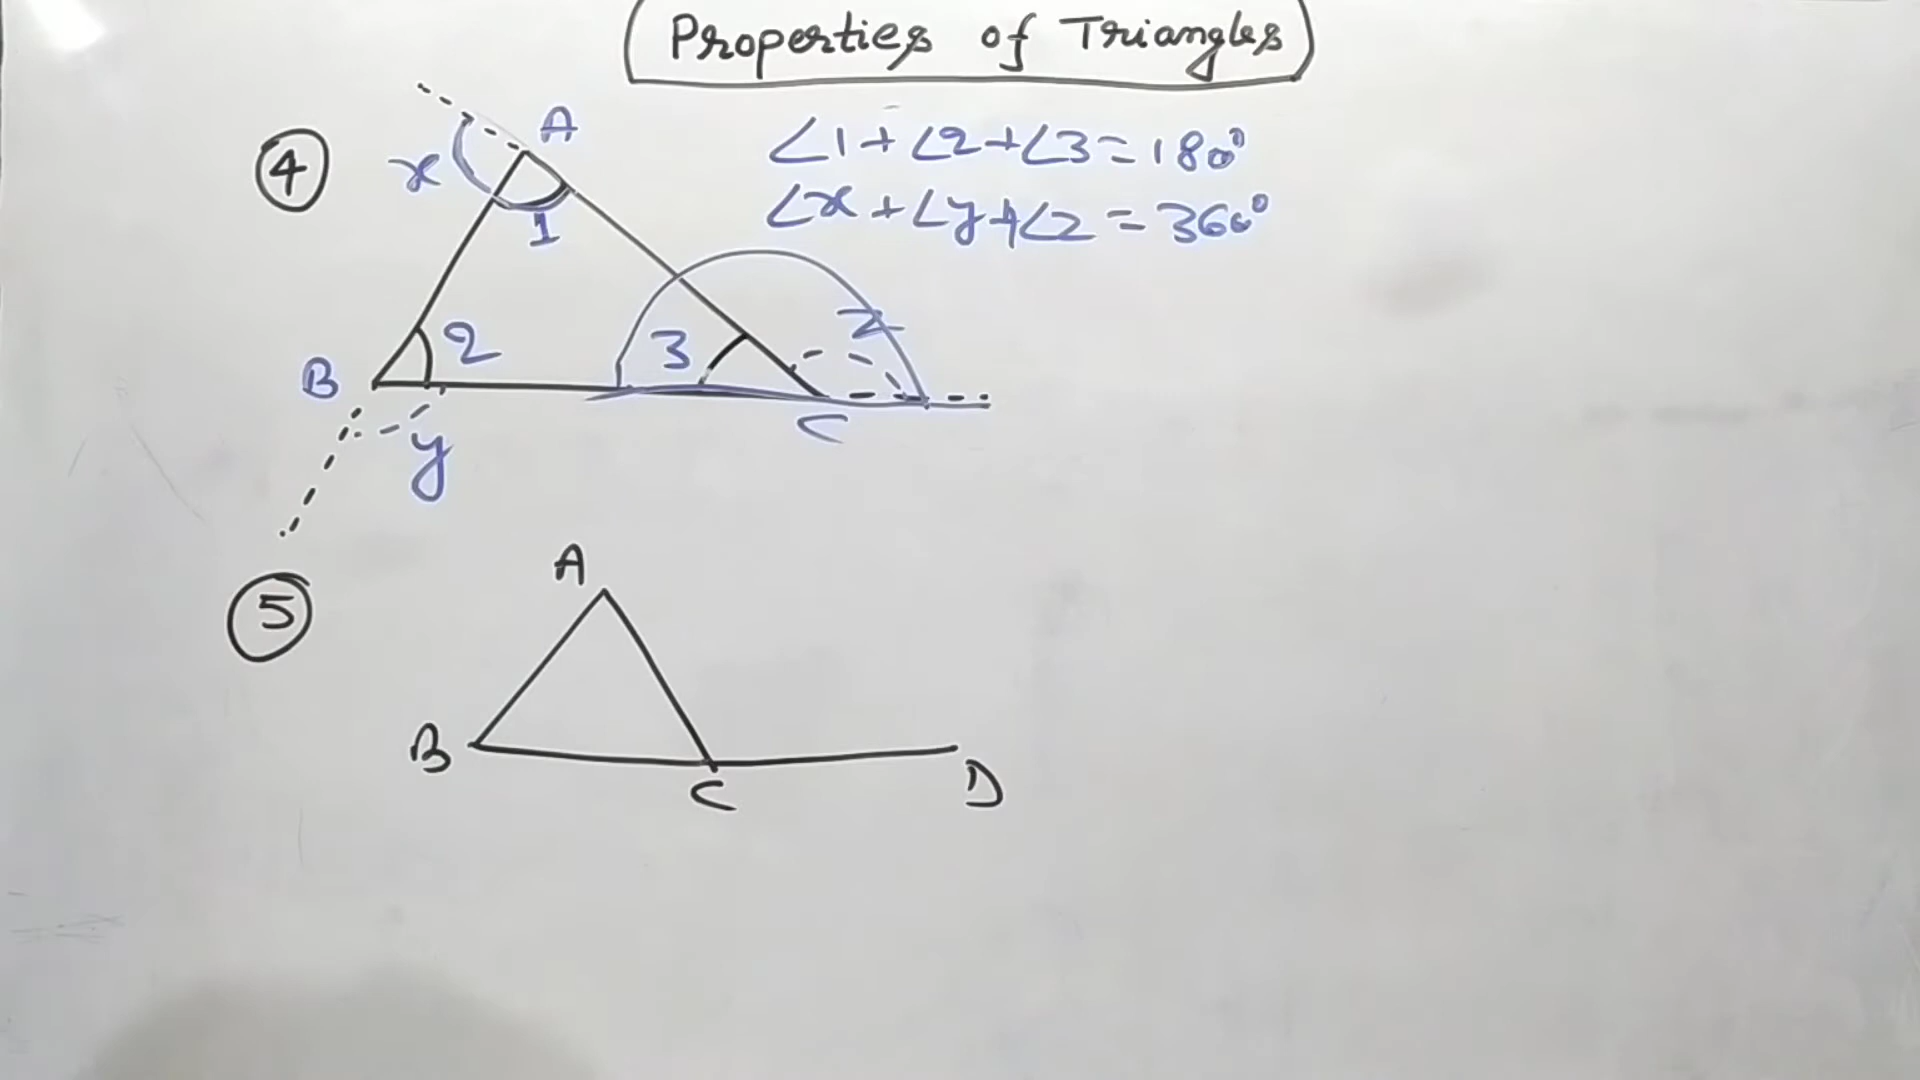 Properties of Triangles
4
A
x
1
∠1+∠2+∠3=180°
∠x+∠y+∠z=360°
B
2
3
z
C
y
5
A
B
C
D